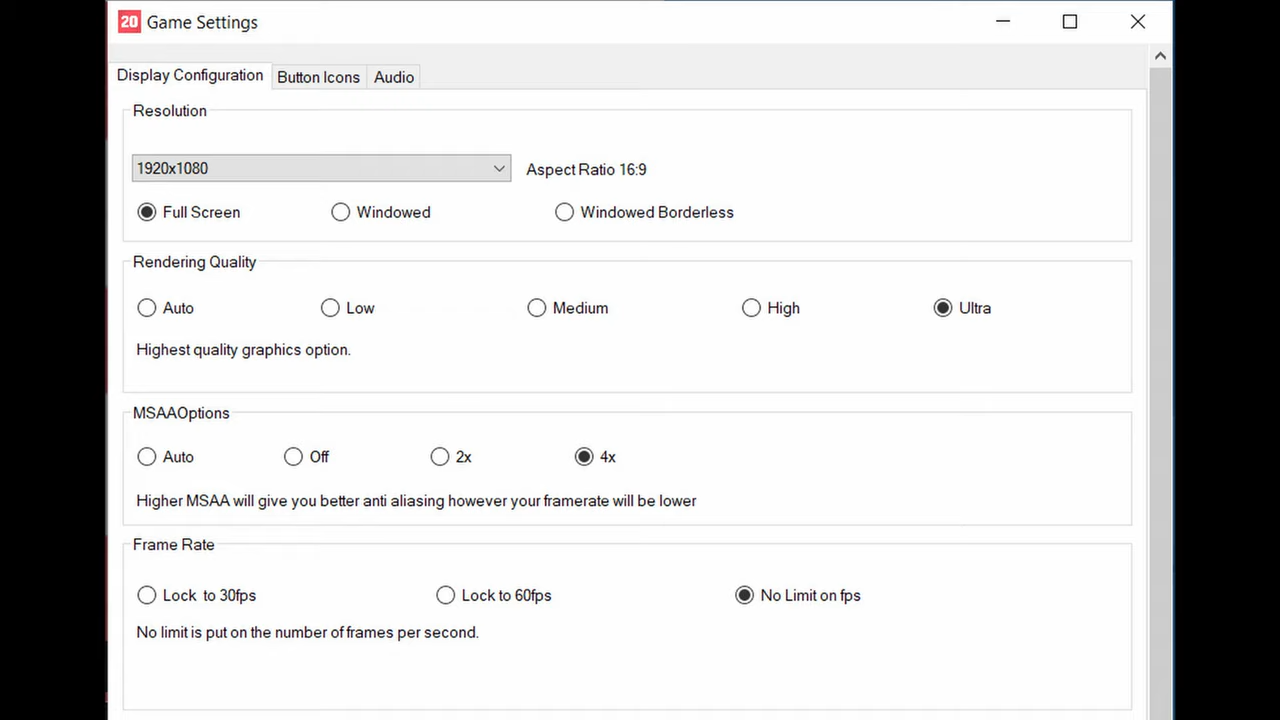 20 Game Settings
Display Configuration Button Icons Audio
Resolution
1920x1080 Aspect Ratio 16:9
Full Screen Windowed Windowed Borderless
Rendering Quality
Auto Low Medium High Ultra
Highest quality graphics option.
MSAAOptions
Auto Off 2x 4x
Higher MSAA will give you better anti aliasing however your framerate will be lower
Frame Rate
Lock to 30fps Lock to 60fps No Limit on fps
No limit is put on the number of frames per second.